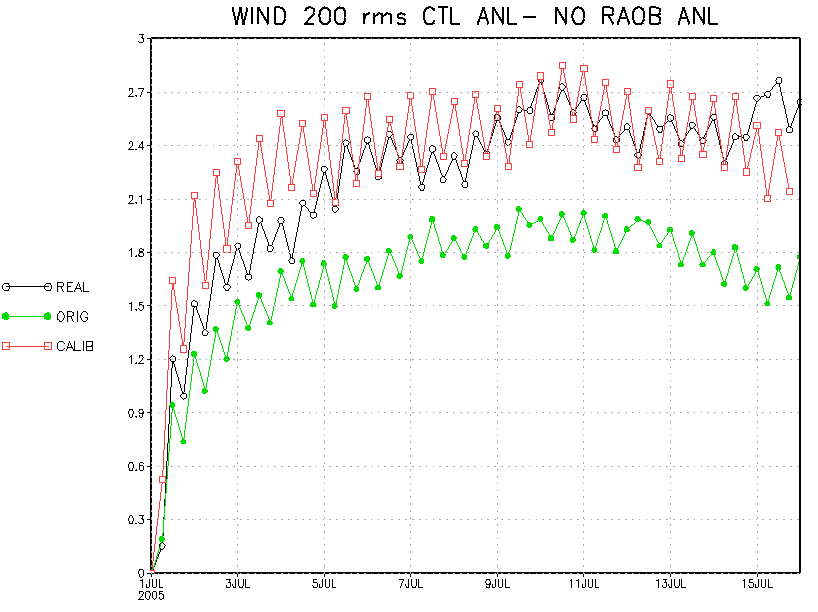 WIND 200 rms CTL ANL- NO RAOB ANL
3
2.7
2.4
2.1
1.8
1.5
1.2
0.9
0.6
0.3
0
REAL
ORIG
CALIB
1JUL 3JUL 5JUL 7JUL 9JUL 11JUL 13JUL 15JUL
2005